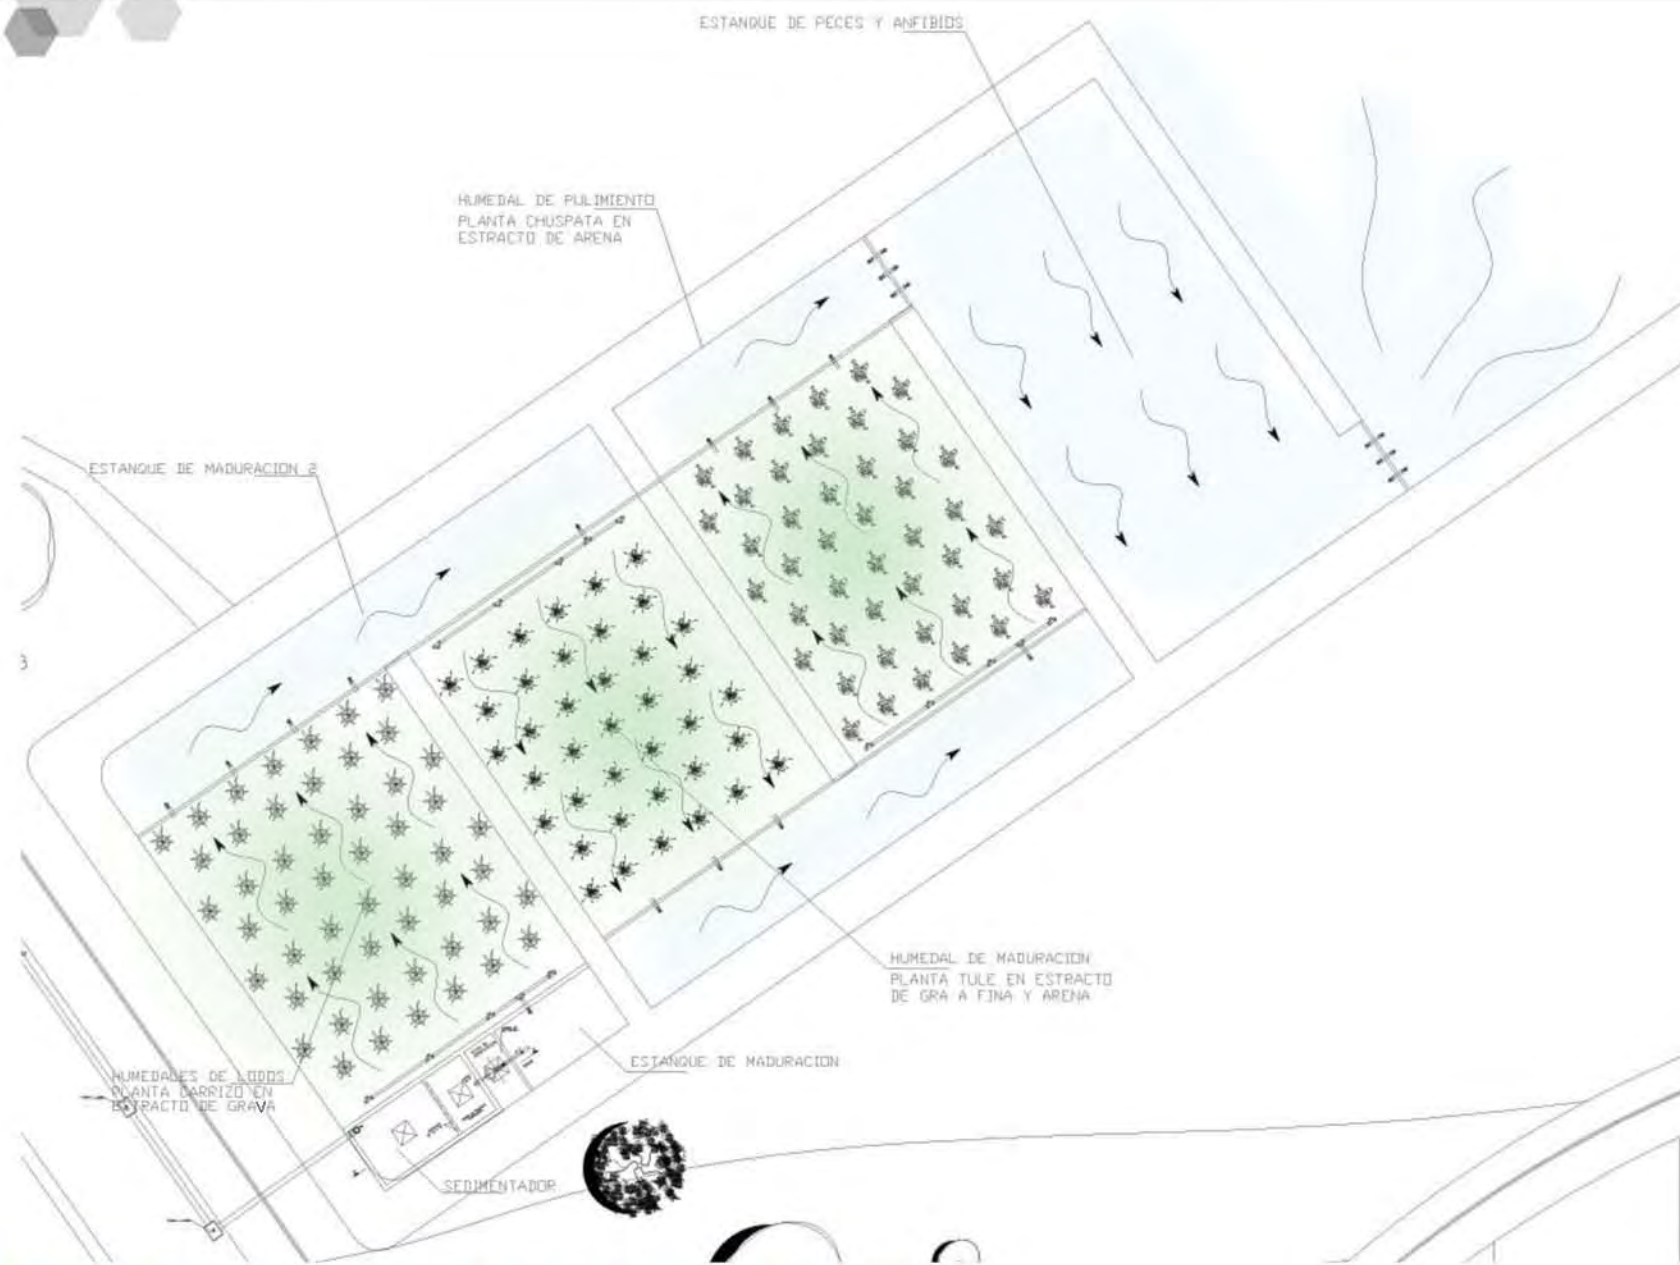 ESTANQUE DE PECES Y ANFIBIOS
HUMEDAL DE PULIMIENTO
PLANTA CHUSPATA EN
ESTRACTO DE ARENA
ESTANQUE DE MADURACION 2
HUMEDAL DE MADURACION
PLANTA TULE EN ESTRACTO
DE GRA A FINA Y ARENA
ESTANQUE DE MADURACION
HUMEDALES DE LODOS
PLANTA CARRIZO EN
ESTRACTO DE GRAVA
SEDIMENTADOR